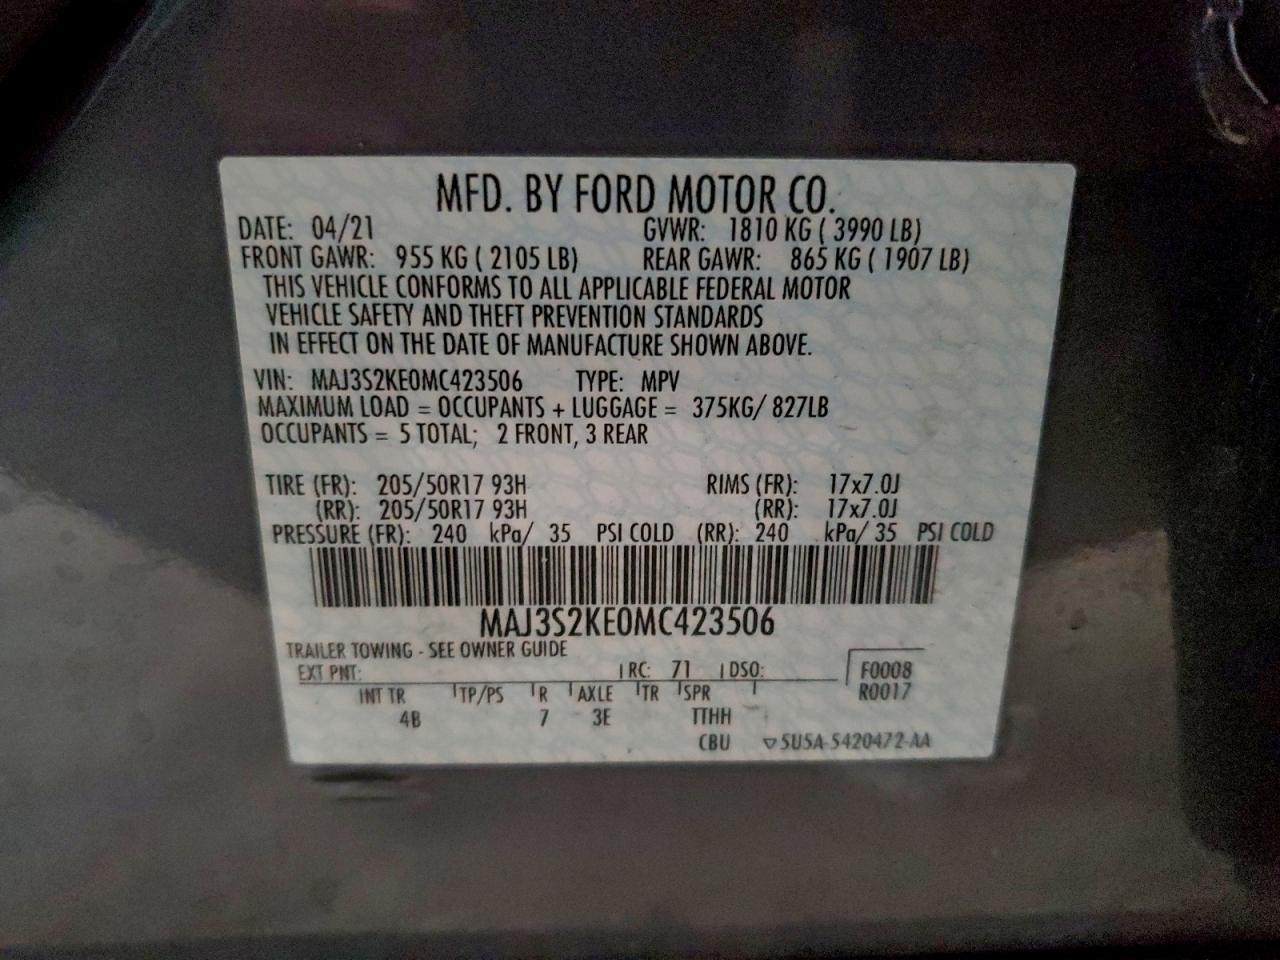 MFD. BY FORD MOTOR CO.
DATE: 04/21 GVWR: 1810 KG ( 3990 LB)
FRONT GAWR: 955 KG ( 2105 LB) REAR GAWR: 865 KG ( 1907 LB)
THIS VEHICLE CONFORMS TO ALL APPLICABLE FEDERAL MOTOR
VEHICLE SAFETY AND THEFT PREVENTION STANDARDS
IN EFFECT ON THE DATE OF MANUFACTURE SHOWN ABOVE.
VIN: MAJ3S2KE0MC423506 TYPE: MPV
MAXIMUM LOAD = OCCUPANTS + LUGGAGE = 375KG/ 827LB
OCCUPANTS = 5 TOTAL; 2 FRONT, 3 REAR
TIRE (FR): 205/50R17 93H RIMS (FR): 17x7.0J
(RR): 205/50R17 93H (RR): 17x7.0J
PRESSURE (FR): 240 kPa/ 35 PSI COLD (RR): 240 kPa/ 35 PSI COLD
MAJ3S2KE0MC423506
TRAILER TOWING - SEE OWNER GUIDE
EXT PNT: RC: 71 DSO: F0008
INT TR TP/PS R AXLE TR SPR R0017
4B 7 3E TTHH
CBU ▽5U5A-5420472-AA